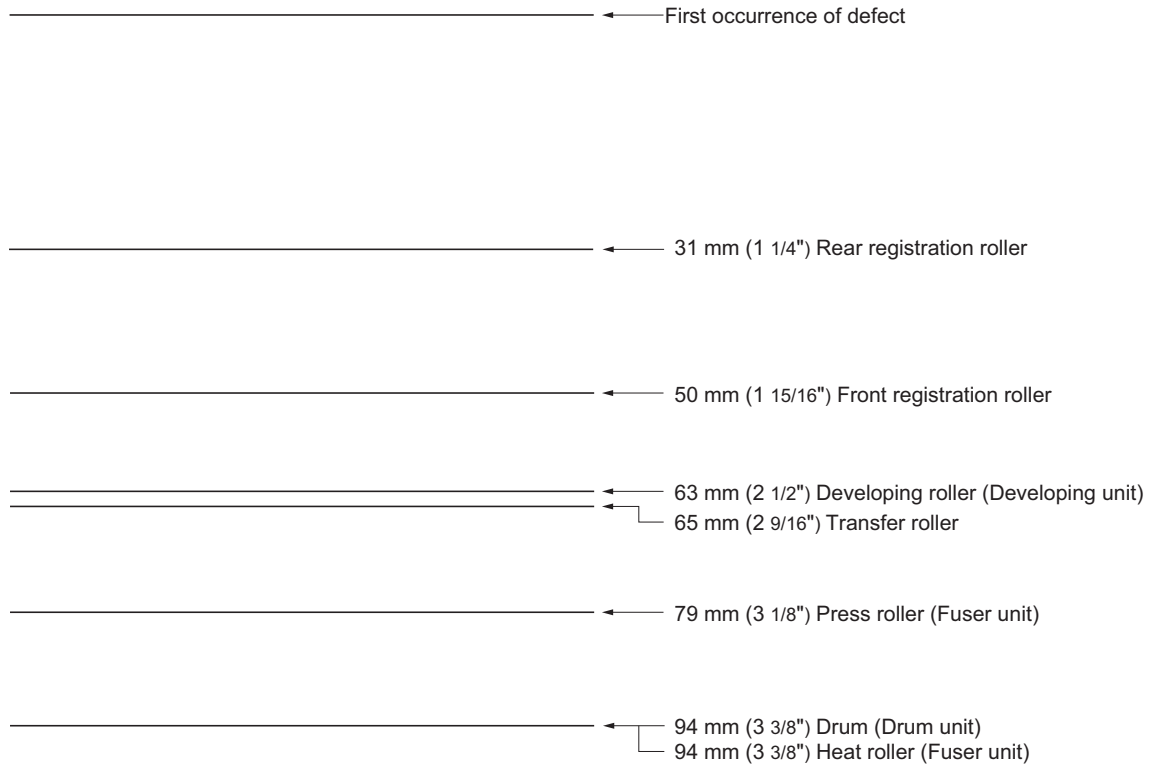 First occurrence of defect
31 mm (1 1/4") Rear registration roller
50 mm (1 15/16") Front registration roller
63 mm (2 1/2") Developing roller (Developing unit)
65 mm (2 9/16") Transfer roller
79 mm (3 1/8") Press roller (Fuser unit)
94 mm (3 3/8") Drum (Drum unit)
94 mm (3 3/8") Heat roller (Fuser unit)